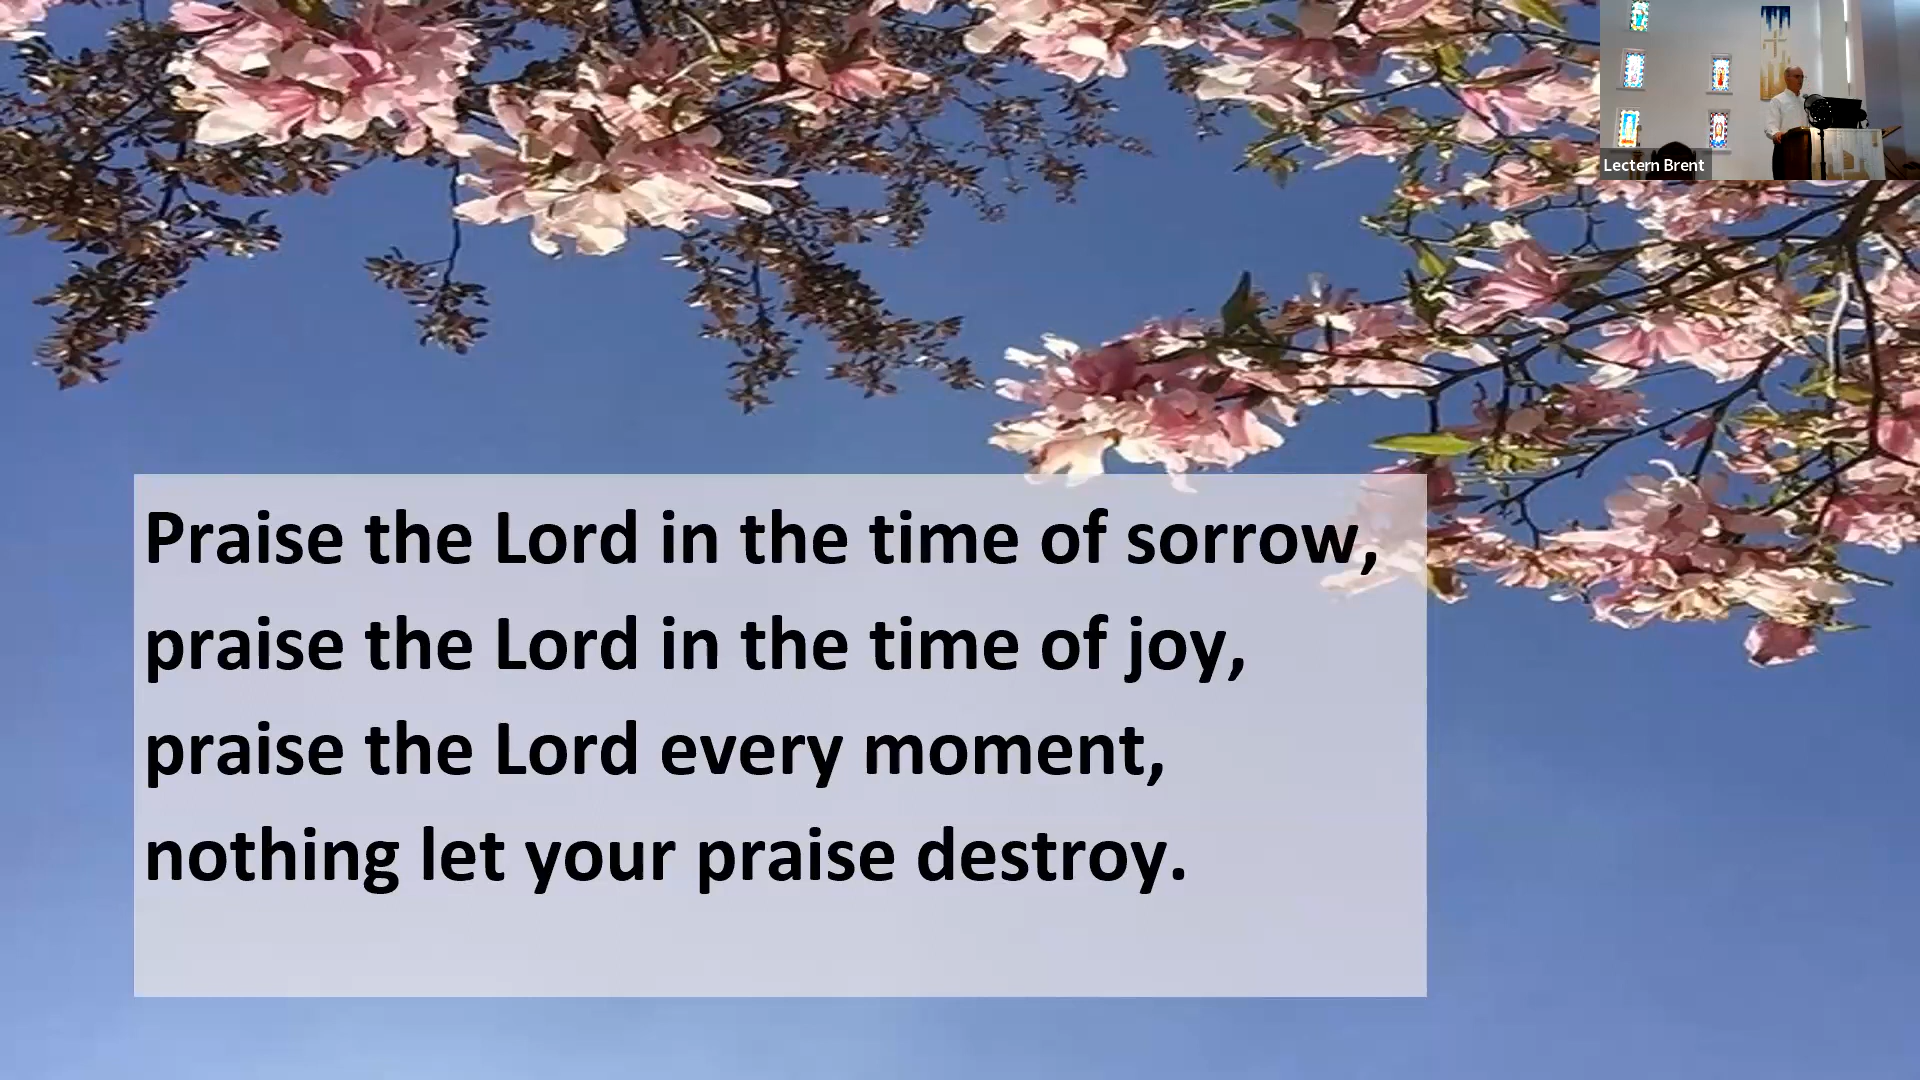 Lectern Brent
Praise the Lord in the time of sorrow,
praise the Lord in the time of joy,
praise the Lord every moment,
nothing let your praise destroy.